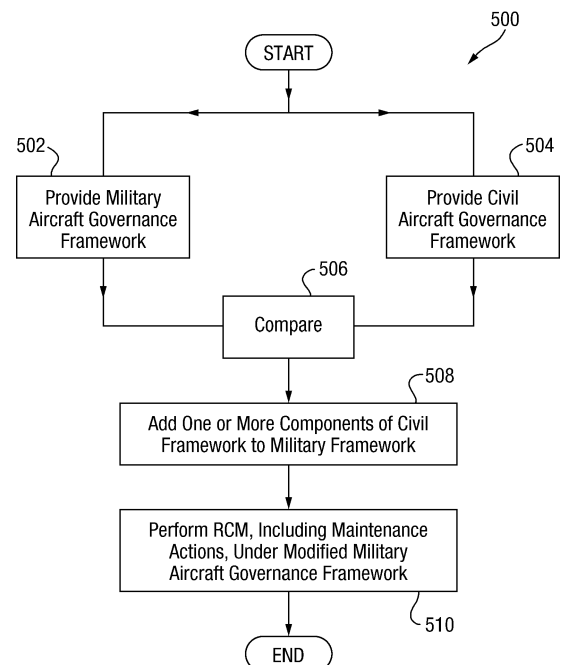 500
START
502
504
Provide Military
Aircraft Governance
Framework
Provide Civil
Aircraft Governance
Framework
506
Compare
508
Add One or More Components of Civil
Framework to Military Framework
Perform RCM, Including Maintenance
Actions, Under Modified Military
Aircraft Governance Framework
510
END